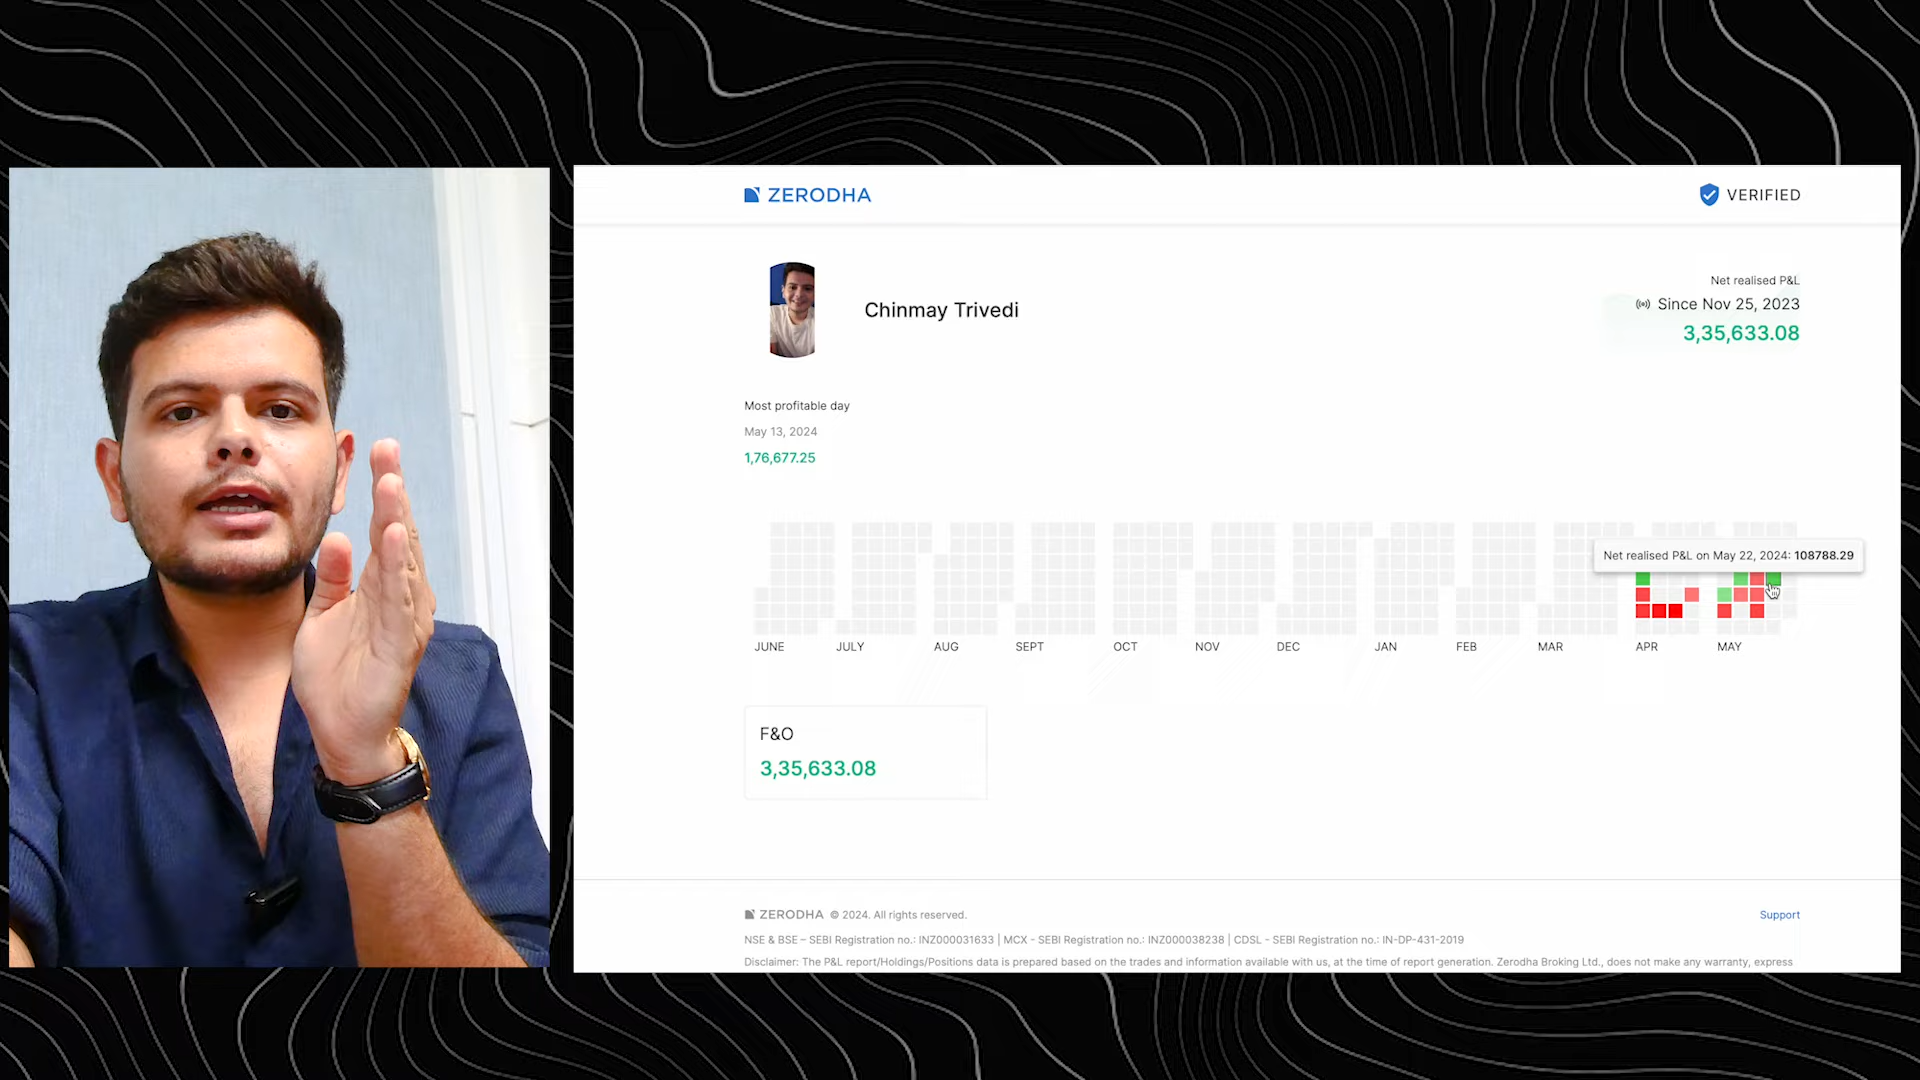 ZERODHA
VERIFIED
Chinmay Trivedi
Net realised P&L
Since Nov 25, 2023
3,35,633.08
Most profitable day
May 13, 2024
1,76,677.25
Net realised P&L on May 22, 2024: 108788.29
JUNE JULY AUG SEPT OCT NOV DEC JAN FEB MAR APR MAY
F&O
3,35,633.08
ZERODHA © 2024. All rights reserved.
Support
NSE & BSE – SEBI Registration no.: INZ000031633 | MCX - SEBI Registration no.: INZ000038238 | CDSL - SEBI Registration no.: IN-DP-431-2019
Disclaimer: The P&L report/Holdings/Positions data is prepared based on the trades and information available with us, at the time of report generation. Zerodha Broking Ltd., does not make any warranty, express